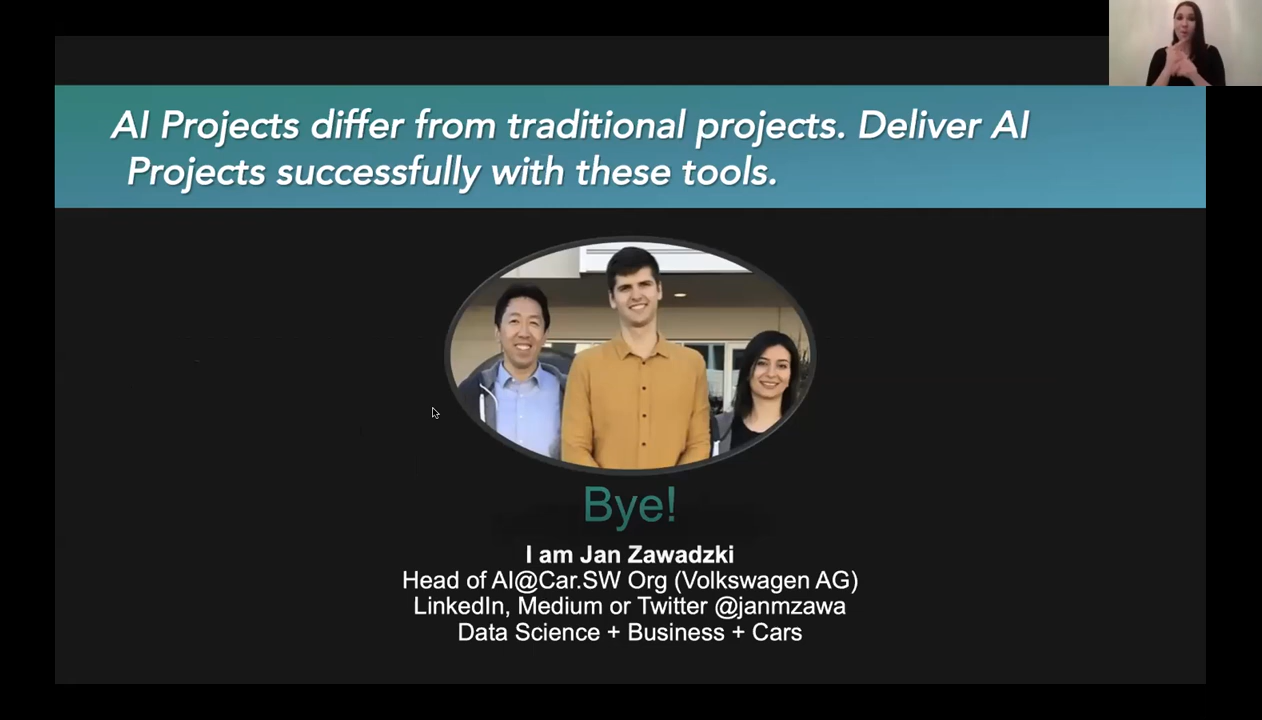 AI Projects differ from traditional projects. Deliver AI
Projects successfully with these tools.
Bye!
I am Jan Zawadzki
Head of AI@Car.SW Org (Volkswagen AG)
LinkedIn, Medium or Twitter @janmzawa
Data Science + Business + Cars